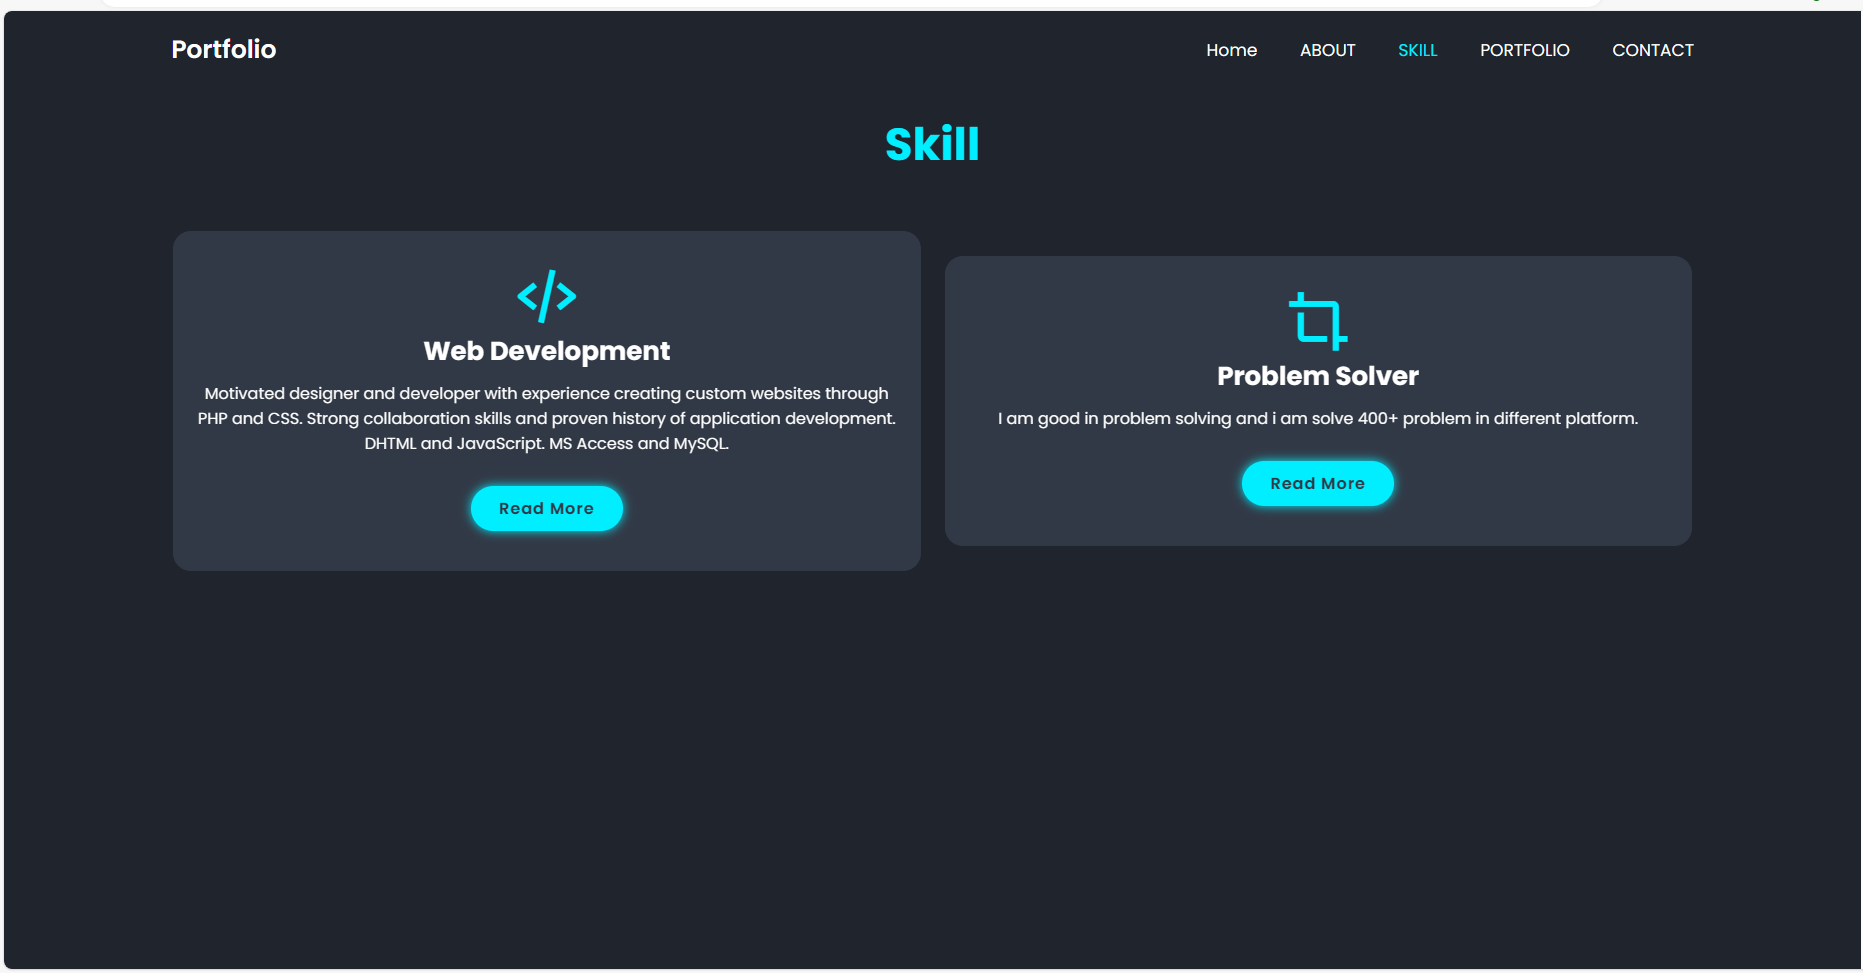 Portfolio
Home ABOUT SKILL PORTFOLIO CONTACT
Skill
Web Development
Motivated designer and developer with experience creating custom websites through
PHP and CSS. Strong collaboration skills and proven history of application development.
DHTML and JavaScript. MS Access and MySQL.
Read More
Problem Solver
I am good in problem solving and i am solve 400+ problem in different platform.
Read More